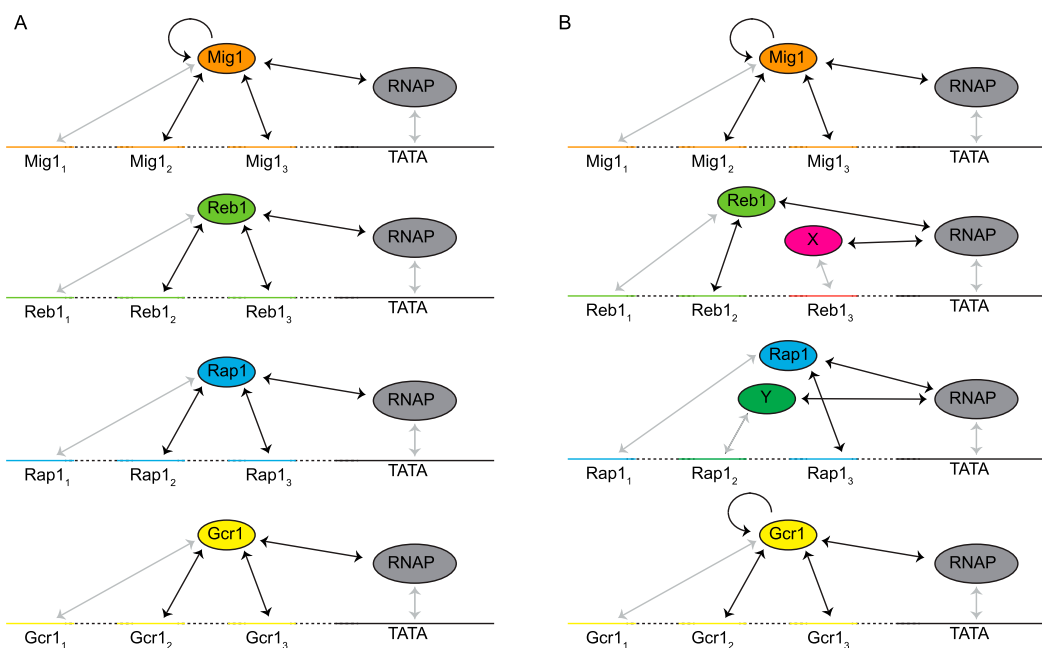 A
Mig1
RNAP
Mig1₁ Mig1₂ Mig1₃ TATA
Reb1
RNAP
Reb1₁ Reb1₂ Reb1₃ TATA
Rap1
RNAP
Rap1₁ Rap1₂ Rap1₃ TATA
Gcr1
RNAP
Gcr1₁ Gcr1₂ Gcr1₃ TATA
B
Mig1
RNAP
Mig1₁ Mig1₂ Mig1₃ TATA
Reb1
X
RNAP
Reb1₁ Reb1₂ Reb1₃ TATA
Rap1
Y
RNAP
Rap1₁ Rap1₂ Rap1₃ TATA
Gcr1
RNAP
Gcr1₁ Gcr1₂ Gcr1₃ TATA